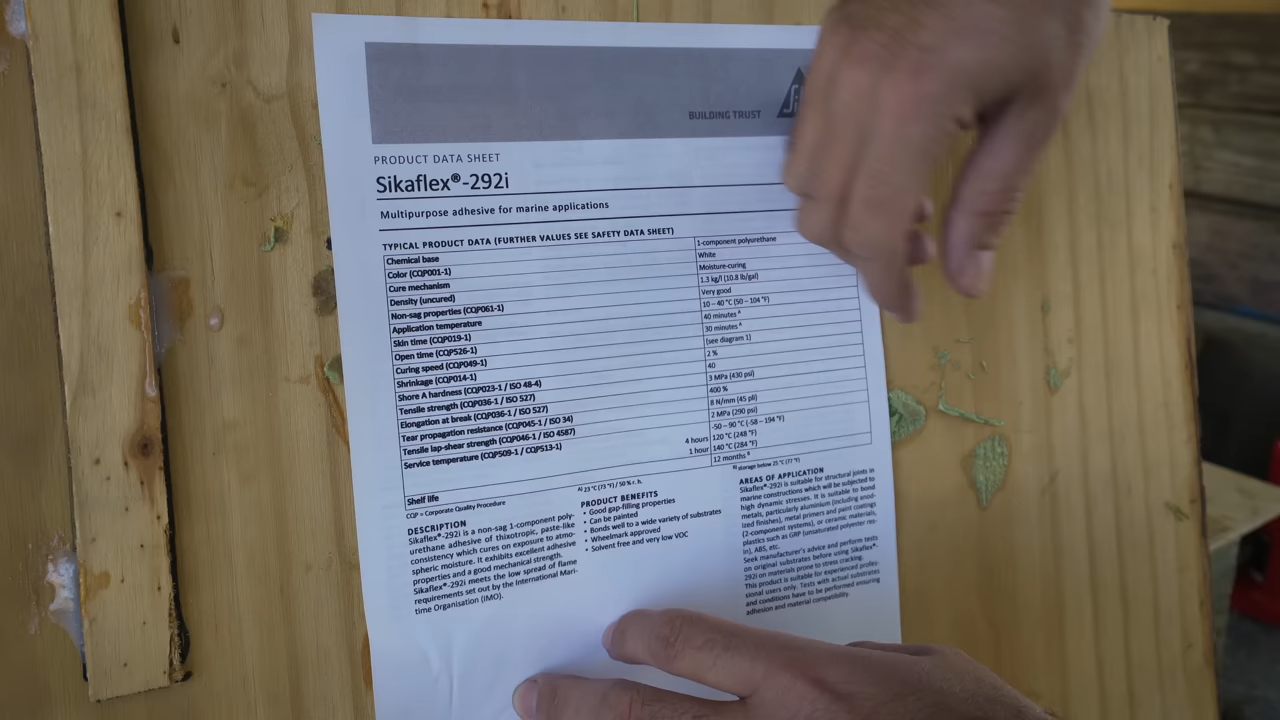 BUILDING TRUST
PRODUCT DATA SHEET
Sikaflex®-292i
Multipurpose adhesive for marine applications
TYPICAL PRODUCT DATA (FURTHER VALUES SEE SAFETY DATA SHEET)
Chemical base 1-component polyurethane
Color (CQP001-1) White
Cure mechanism Moisture-curing
Density (uncured) 1.3 kg/l (10.8 lb/gal)
Non-sag properties (CQP061-1) Very good
Application temperature 10 – 40 °C (50 – 104 °F)
Skin time (CQP019-1) 40 minutes A
Open time (CQP526-1) 30 minutes A
Curing speed (CQP049-1) (see diagram 1)
Shrinkage (CQP014-1) 2 %
Shore A hardness (CQP023-1 / ISO 48-4) 40
Tensile strength (CQP036-1 / ISO 527) 3 MPa (430 psi)
Elongation at break (CQP036-1 / ISO 527) 400 %
Tear propagation resistance (CQP045-1 / ISO 34) 8 N/mm (45 pli)
Tensile lap-shear strength (CQP046-1 / ISO 4587) 2 MPa (290 psi)
Service temperature (CQP509-1 / CQP513-1) -50 – 90 °C (-58 – 194 °F)
4 hours 120 °C (248 °F)
1 hour 140 °C (284 °F)
Shelf life 12 months B
CQP = Corporate Quality Procedure A) 23 °C (73 °F) / 50 % r. h. B) storage below 25 °C (77 °F)
DESCRIPTION
Sikaflex®-292i is a non-sag 1-component poly-
urethane adhesive of thixotropic, paste-like
consistency which cures on exposure to atmo-
spheric moisture. It exhibits excellent adhesive
properties and a good mechanical strength.
Sikaflex®-292i meets the low spread of flame
requirements set out by the International Mari-
time Organisation (IMO).
PRODUCT BENEFITS
• Good gap-filling properties
• Can be painted
• Bonds well to a wide variety of substrates
• Wheelmark approved
• Solvent free and very low VOC
AREAS OF APPLICATION
Sikaflex®-292i is suitable for structural joints in
marine constructions which will be subjected to
high dynamic stresses. It is suitable to bond
metals, particularly aluminium (including anod-
ized finishes), metal primers and paint coatings
(2-component systems), or ceramic materials,
plastics such as GRP (unsaturated polyester res-
in), ABS, etc.
Seek manufacturer's advice and perform tests
on original substrates before using Sikaflex®-
292i on materials prone to stress cracking.
This product is suitable for experienced profes-
sional users only. Tests with actual substrates
and conditions have to be performed ensuring
adhesion and material compatibility.